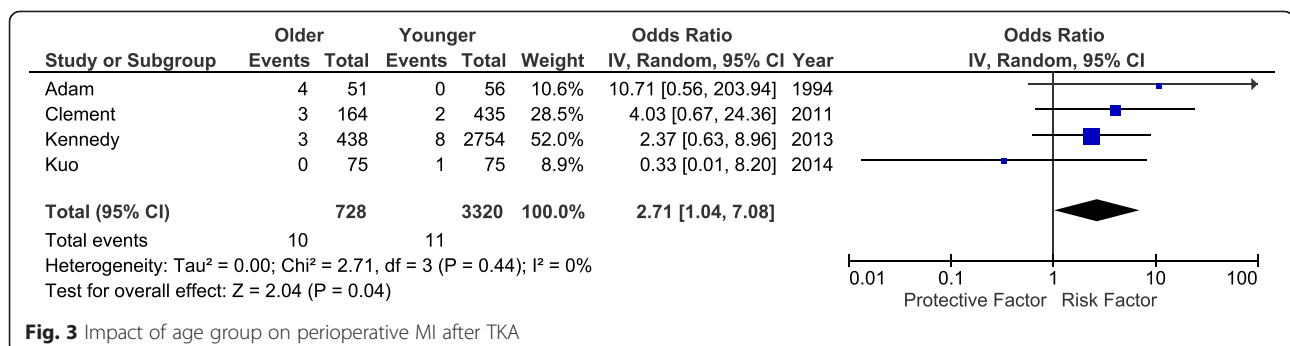 Older Younger Odds Ratio Odds Ratio
Study or Subgroup Events Total Events Total Weight IV, Random, 95% CI Year IV, Random, 95% CI
Adam 4 51 0 56 10.6% 10.71 [0.56, 203.94] 1994
Clement 3 164 2 435 28.5% 4.03 [0.67, 24.36] 2011
Kennedy 3 438 8 2754 52.0% 2.37 [0.63, 8.96] 2013
Kuo 0 75 1 75 8.9% 0.33 [0.01, 8.20] 2014
Total (95% CI) 728 3320 100.0% 2.71 [1.04, 7.08]
Total events 10 11
Heterogeneity: Tau² = 0.00; Chi² = 2.71, df = 3 (P = 0.44); I² = 0%
Test for overall effect: Z = 2.04 (P = 0.04)
0.01 0.1 1 10 100
Protective Factor Risk Factor
Fig. 3 Impact of age group on perioperative MI after TKA